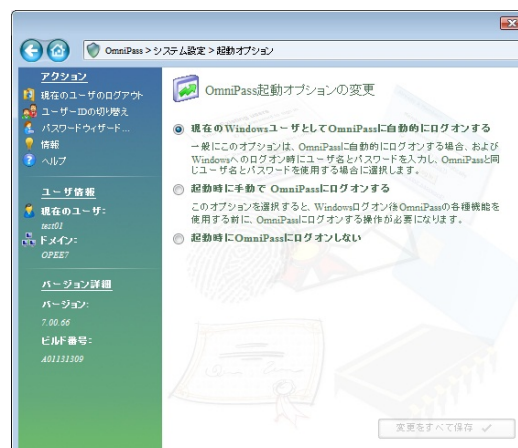 OmniPass > システム設定 > 起動オプション
アクション
現在のユーザのログアウト
ユーザーIDの切り替え
パスワードウィザード...
情報
ヘルプ
ユーザ情報
現在のユーザ:
test01
ドメイン:
OPEE7
バージョン詳細
バージョン:
7.00.66
ビルド番号:
A01131309
OmniPass起動オプションの変更
現在のWindowsユーザとしてOmniPassに自動的にログオンする
一般にこのオプションは、OmniPassに自動的にログオンする場合、および
Windowsへのログオン時にユーザ名とパスワードを入力し、OmniPassと同
じユーザ名とパスワードを使用する場合に選択します。
起動時に手動で OmniPassにログオンする
このオプションを選択すると、Windowsログオン後OmniPassの各種機能を
使用する前に、OmniPassにログオンする操作が必要になります。
起動時にOmniPassにログオンしない
変更をすべて保存